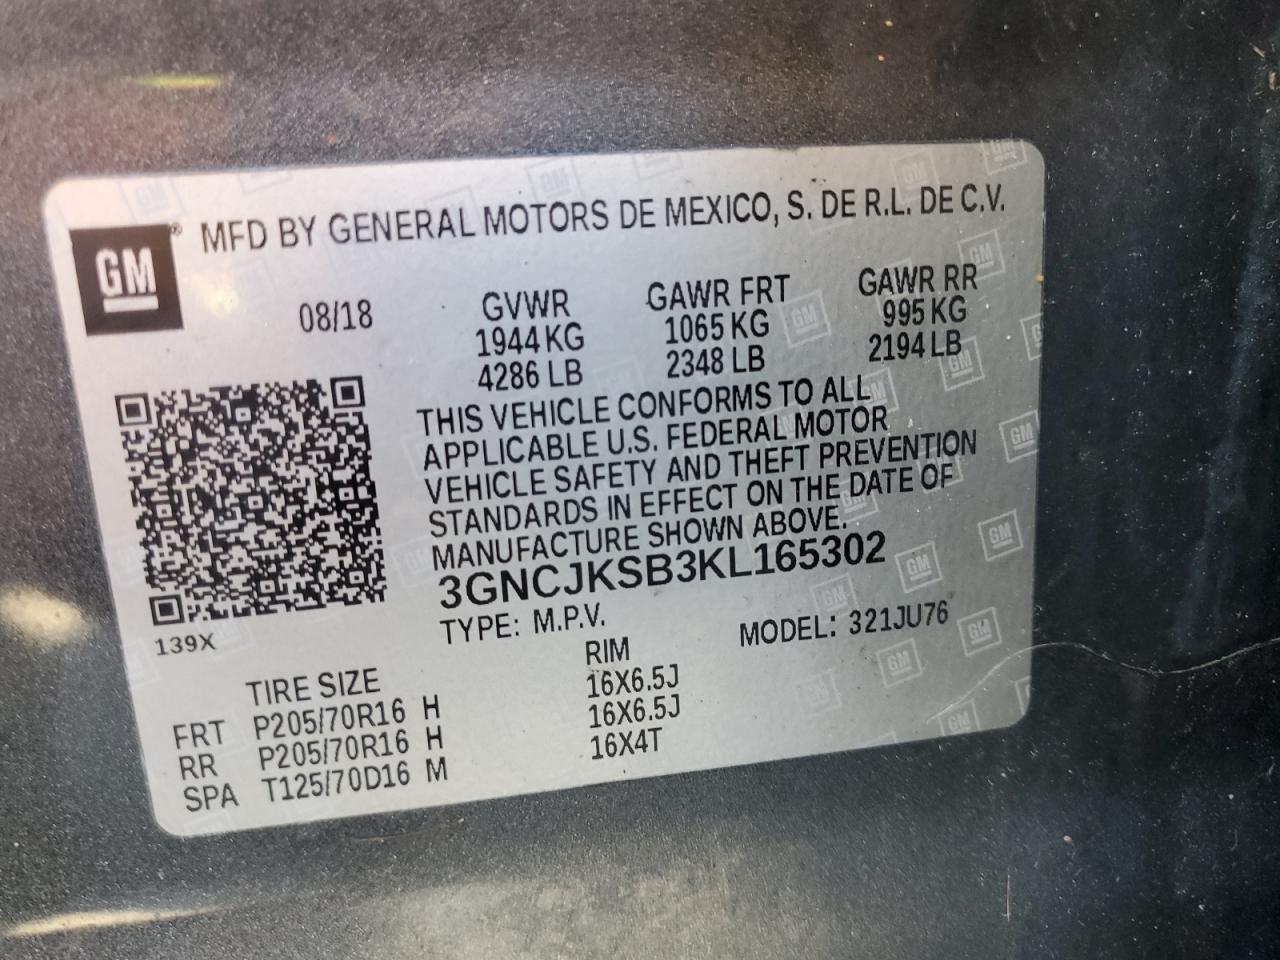 GM ® MFD BY GENERAL MOTORS DE MEXICO, S. DE R.L. DE C.V.
08/18 GVWR GAWR FRT GAWR RR
1944 KG 1065 KG 995 KG
4286 LB 2348 LB 2194 LB
THIS VEHICLE CONFORMS TO ALL
APPLICABLE U.S. FEDERAL MOTOR
VEHICLE SAFETY AND THEFT PREVENTION
STANDARDS IN EFFECT ON THE DATE OF
MANUFACTURE SHOWN ABOVE.
3GNCJKSB3KL165302
139X
TYPE: M.P.V. MODEL: 321JU76
TIRE SIZE RIM
FRT P205/70R16 H 16X6.5J
RR P205/70R16 H 16X6.5J
SPA T125/70D16 M 16X4T